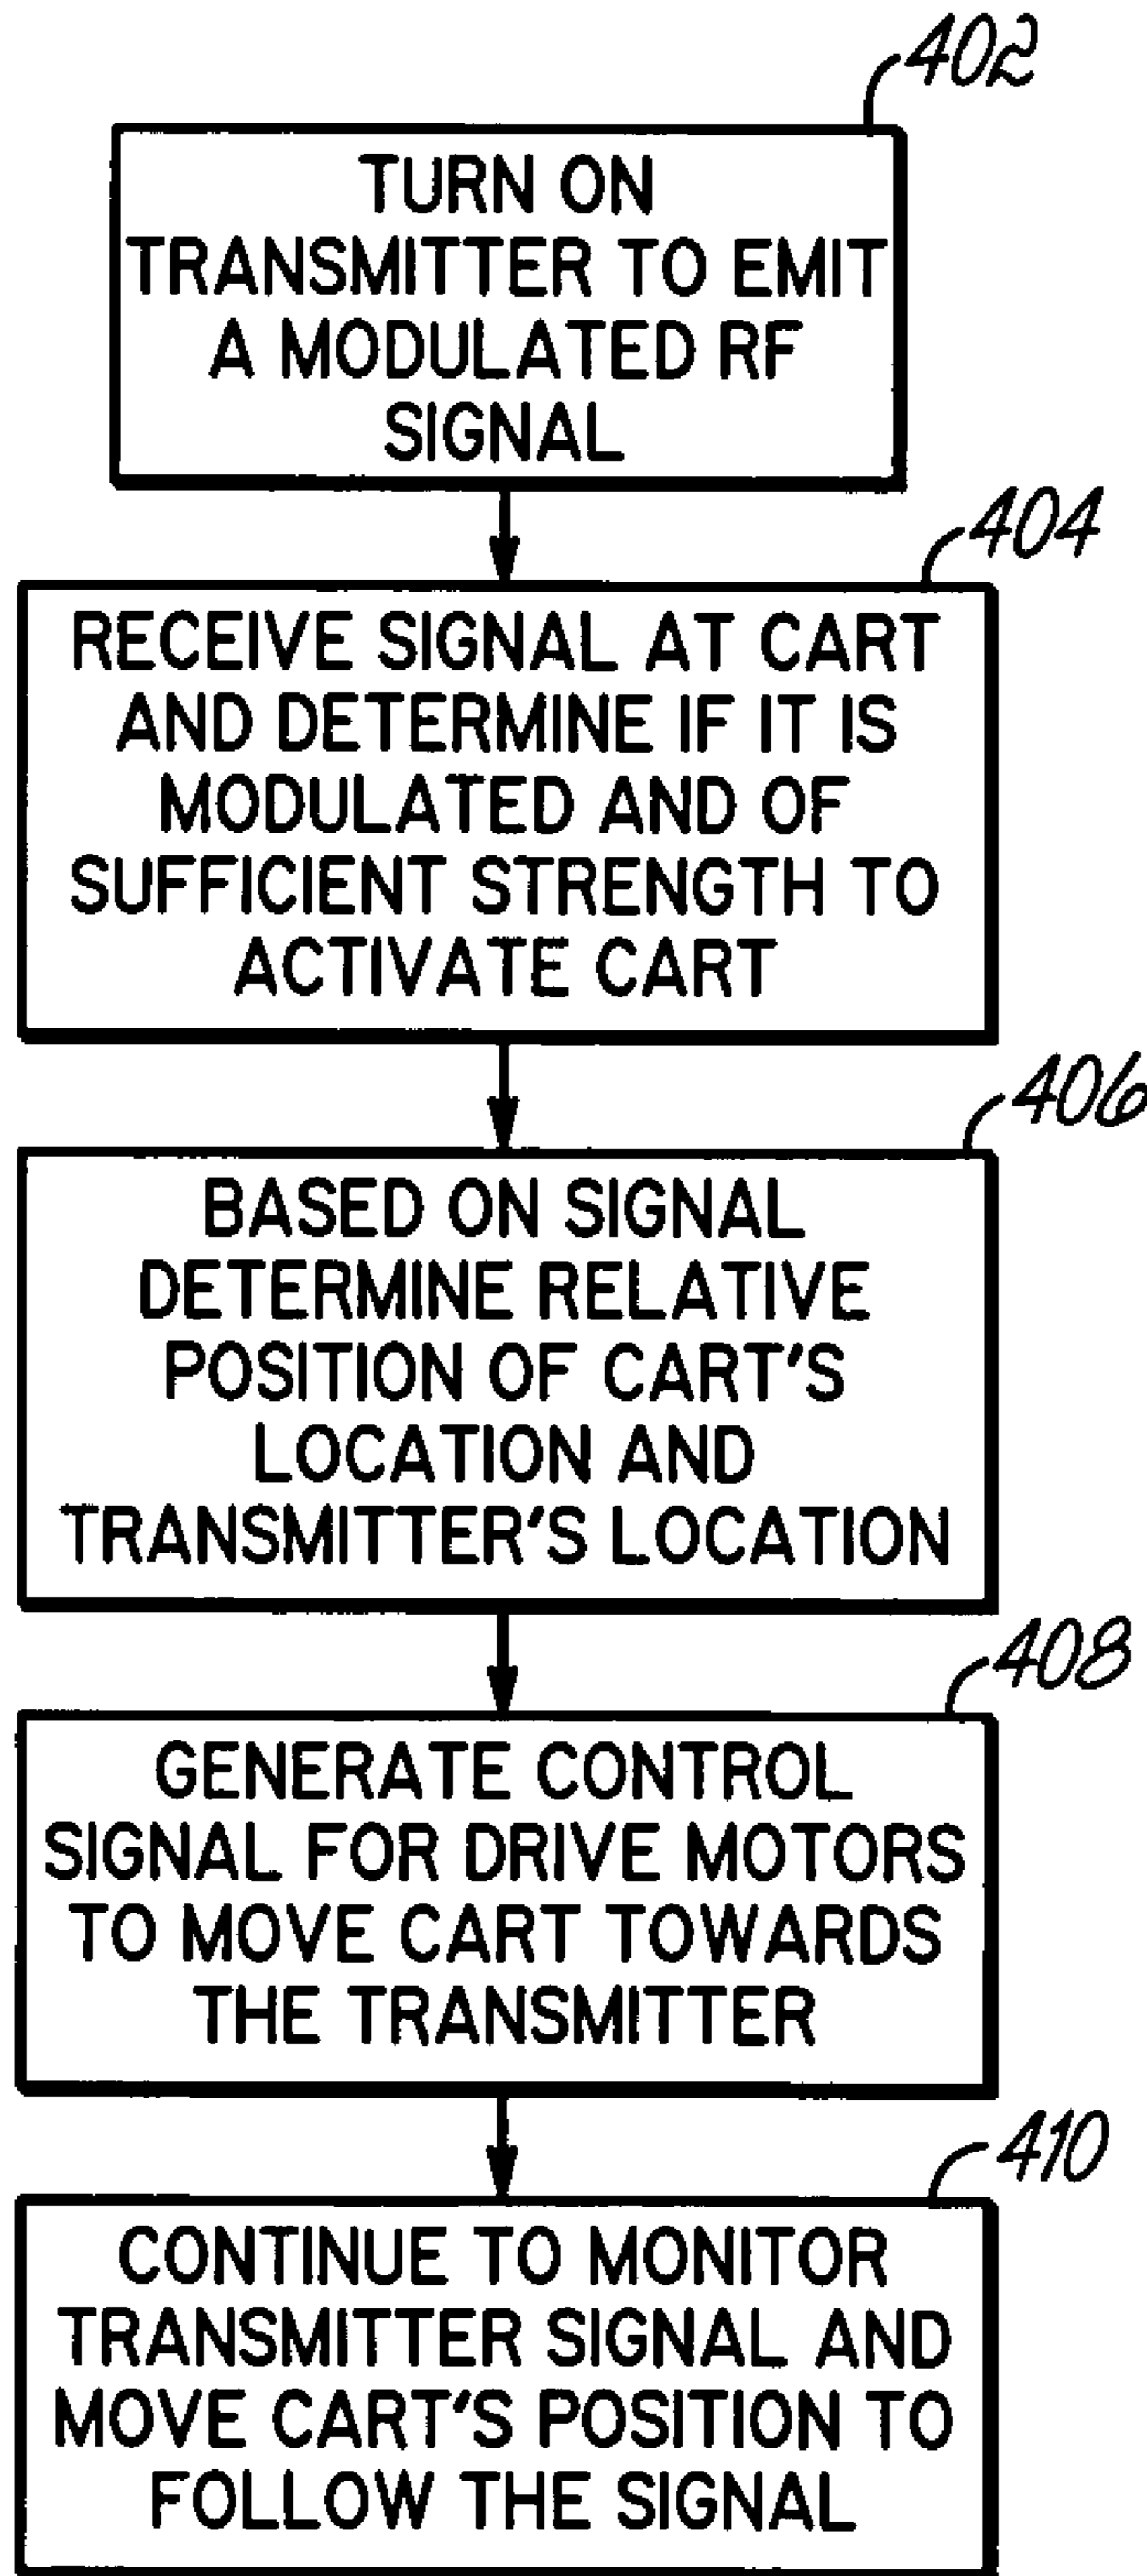 402
TURN ON
TRANSMITTER TO EMIT
A MODULATED RF
SIGNAL
404
RECEIVE SIGNAL AT CART
AND DETERMINE IF IT IS
MODULATED AND OF
SUFFICIENT STRENGTH TO
ACTIVATE CART
406
BASED ON SIGNAL
DETERMINE RELATIVE
POSITION OF CART'S
LOCATION AND
TRANSMITTER'S LOCATION
408
GENERATE CONTROL
SIGNAL FOR DRIVE MOTORS
TO MOVE CART TOWARDS
THE TRANSMITTER
410
CONTINUE TO MONITOR
TRANSMITTER SIGNAL AND
MOVE CART'S POSITION TO
FOLLOW THE SIGNAL